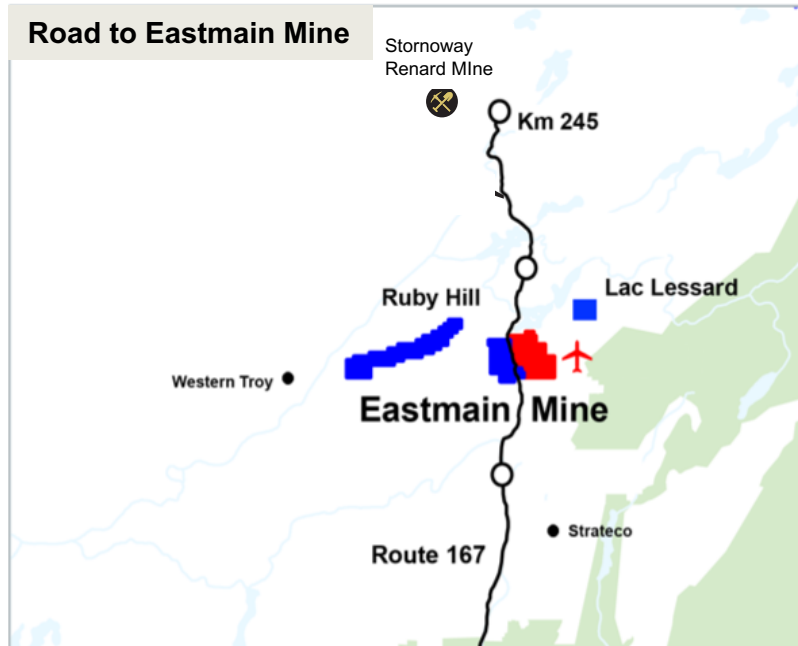 Road to Eastmain Mine
Stornoway
Renard MIne
Km 245
Lac Lessard
Ruby Hill
Western Troy
Eastmain Mine
Strateco
Route 167